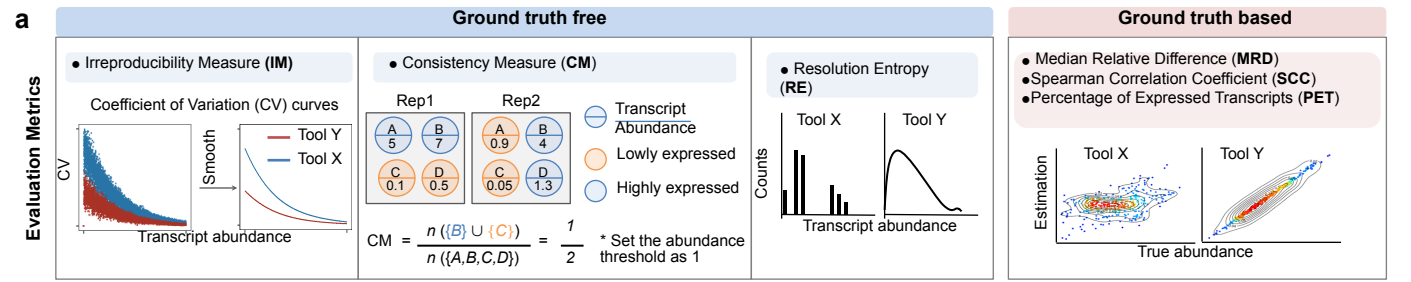 a
Ground truth free
Ground truth based
Evaluation Metrics
● Irreproducibility Measure (IM)
Coefficient of Variation (CV) curves
CV
Smooth
Tool Y
Tool X
Transcript abundance
● Consistency Measure (CM)
Rep1
Rep2
A
5
B
7
C
0.1
D
0.5
A
0.9
B
4
C
0.05
D
1.3
Transcript
Abundance
Lowly expressed
Highly expressed
CM = n ({B} ∪ {C}) / n ({A,B,C,D}) = 1 / 2
* Set the abundance
threshold as 1
● Resolution Entropy
(RE)
Tool X
Tool Y
Counts
Transcript abundance
● Median Relative Difference (MRD)
●Spearman Correlation Coefficient (SCC)
●Percentage of Expressed Transcripts (PET)
Tool X
Tool Y
Estimation
True abundance